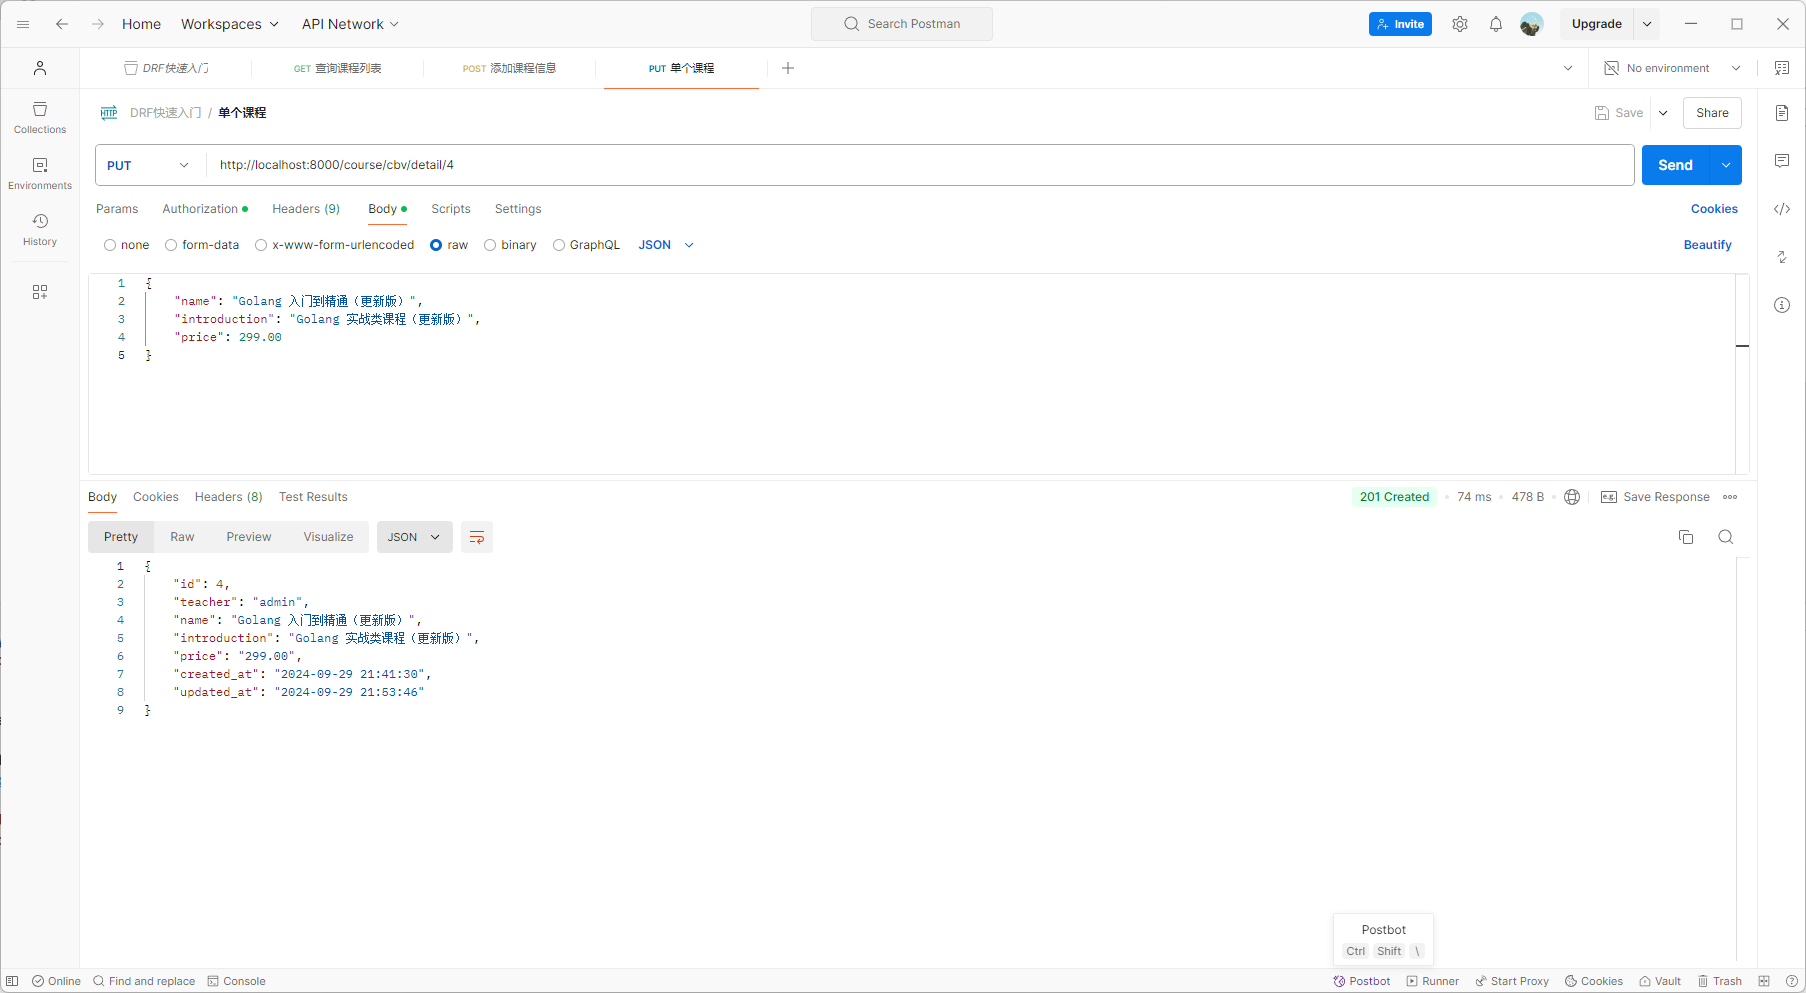 Home Workspaces API Network Search Postman Invite Upgrade
DRF快速入门 GET 查询课程列表 POST 添加课程信息 PUT 单个课程 No environment
HTTP DRF快速入门 / 单个课程 Save Share
Collections
PUT http://localhost:8000/course/cbv/detail/4 Send
Environments
Params Authorization Headers (9) Body Scripts Settings Cookies
History
none form-data x-www-form-urlencoded raw binary GraphQL JSON Beautify
1 {
2 "name": "Golang 入门到精通（更新版）",
3 "introduction": "Golang 实战类课程（更新版）",
4 "price": 299.00
5 }
Body Cookies Headers (8) Test Results 201 Created 74 ms 478 B e.g. Save Response
Pretty Raw Preview Visualize JSON
1 {
2 "id": 4,
3 "teacher": "admin",
4 "name": "Golang 入门到精通（更新版）",
5 "introduction": "Golang 实战类课程（更新版）",
6 "price": "299.00",
7 "created_at": "2024-09-29 21:41:30",
8 "updated_at": "2024-09-29 21:53:46"
9 }
Postbot
Ctrl Shift \
Online Find and replace Console Postbot Runner Start Proxy Cookies Vault Trash